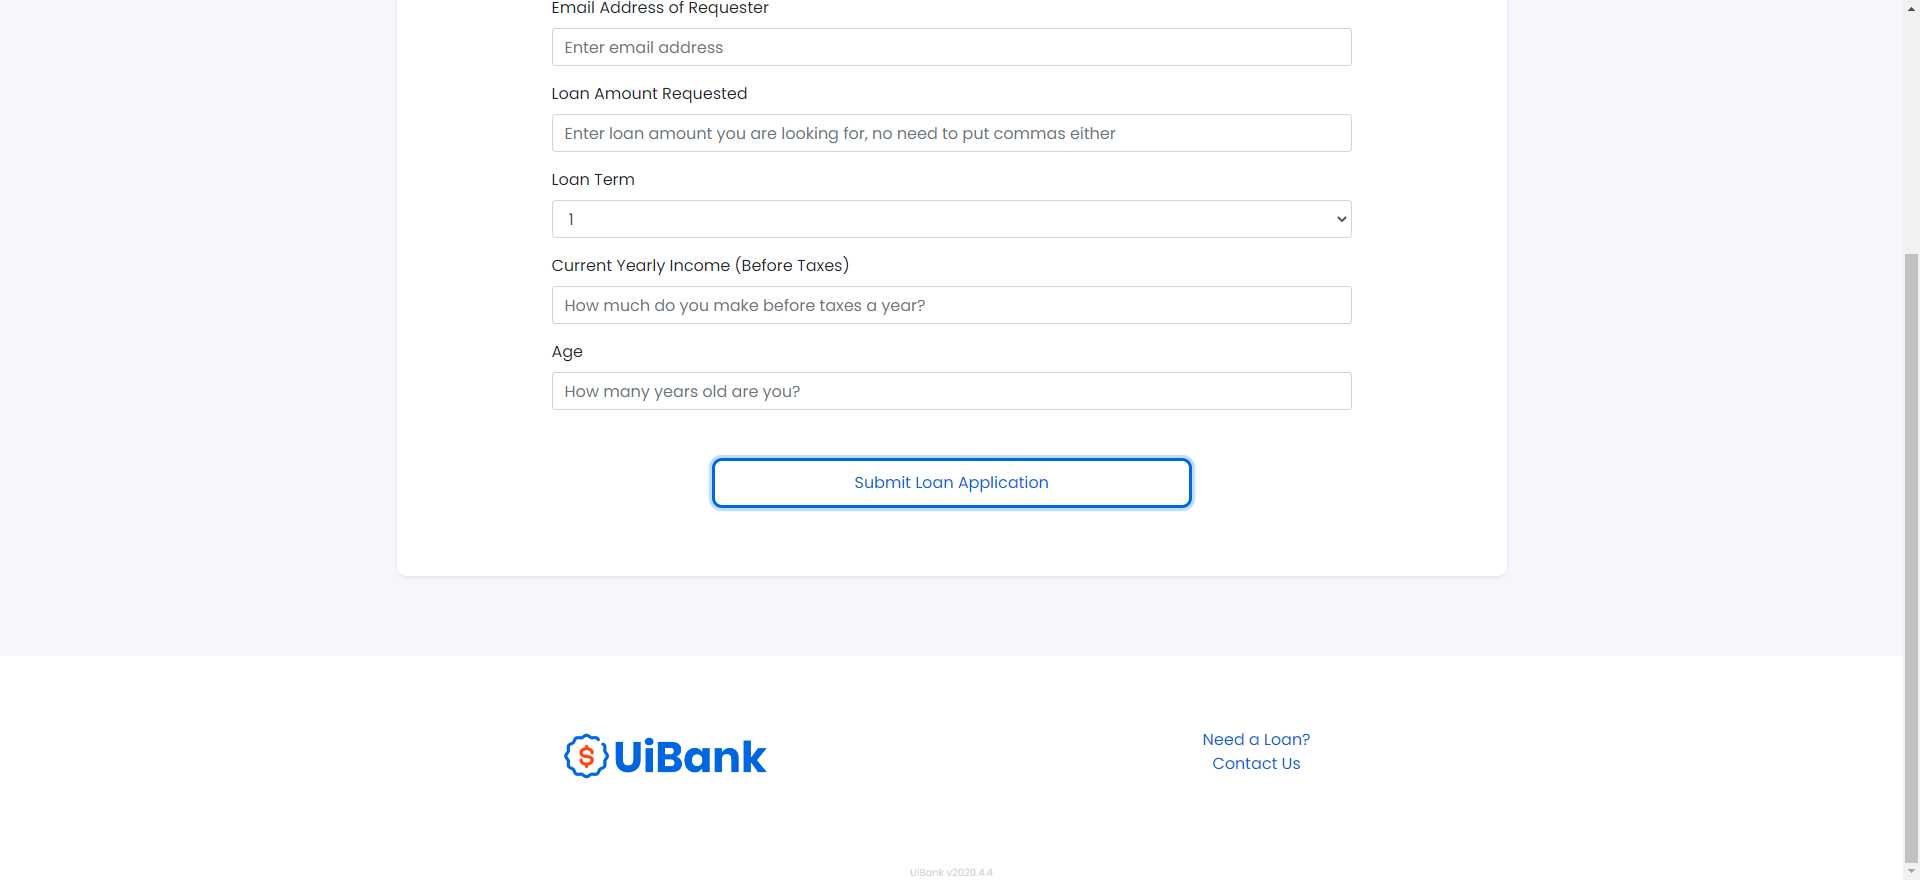 Email Address of Requester
Enter email address
Loan Amount Requested
Enter loan amount you are looking for, no need to put commas either
Loan Term
1
Current Yearly Income (Before Taxes)
How much do you make before taxes a year?
Age
How many years old are you?
Submit Loan Application
$ UiBank
Need a Loan?
Contact Us
UiBank v2020.4.4